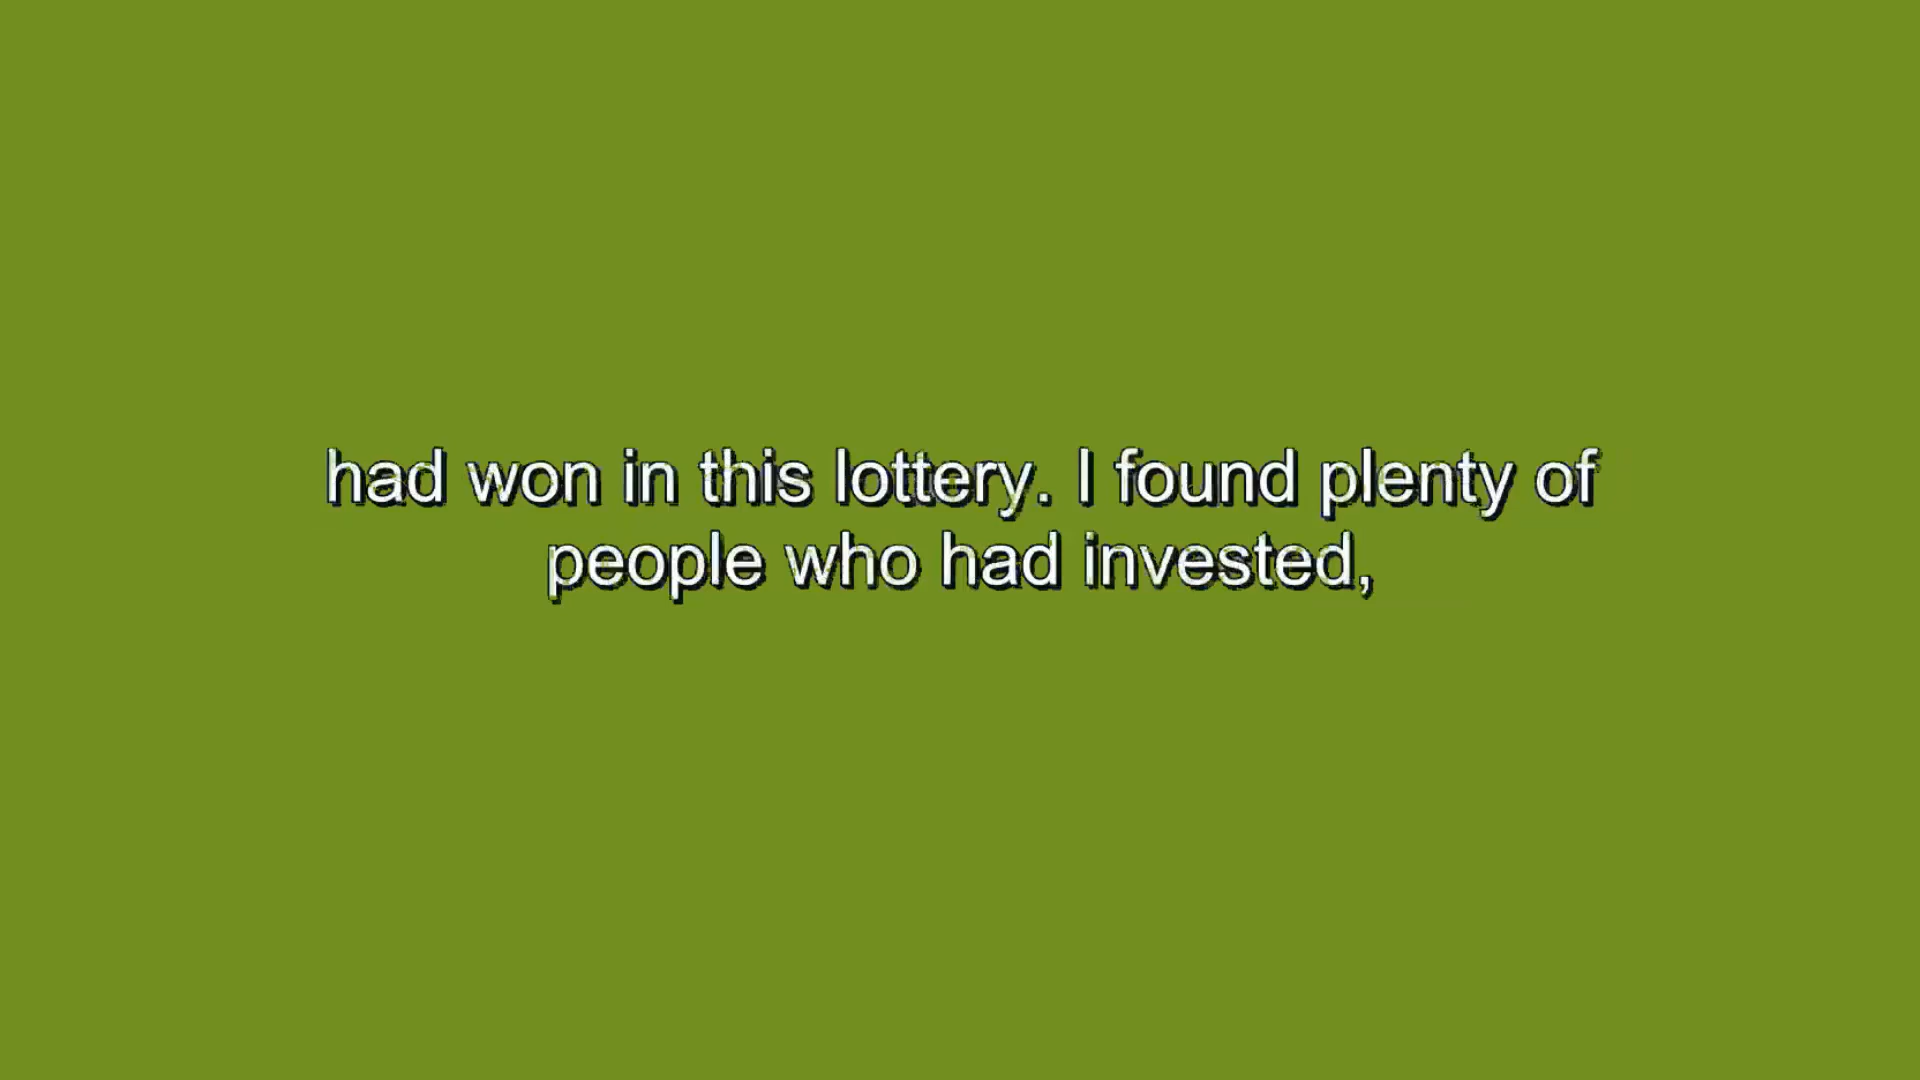 had won in this lottery. I found plenty of
people who had invested,